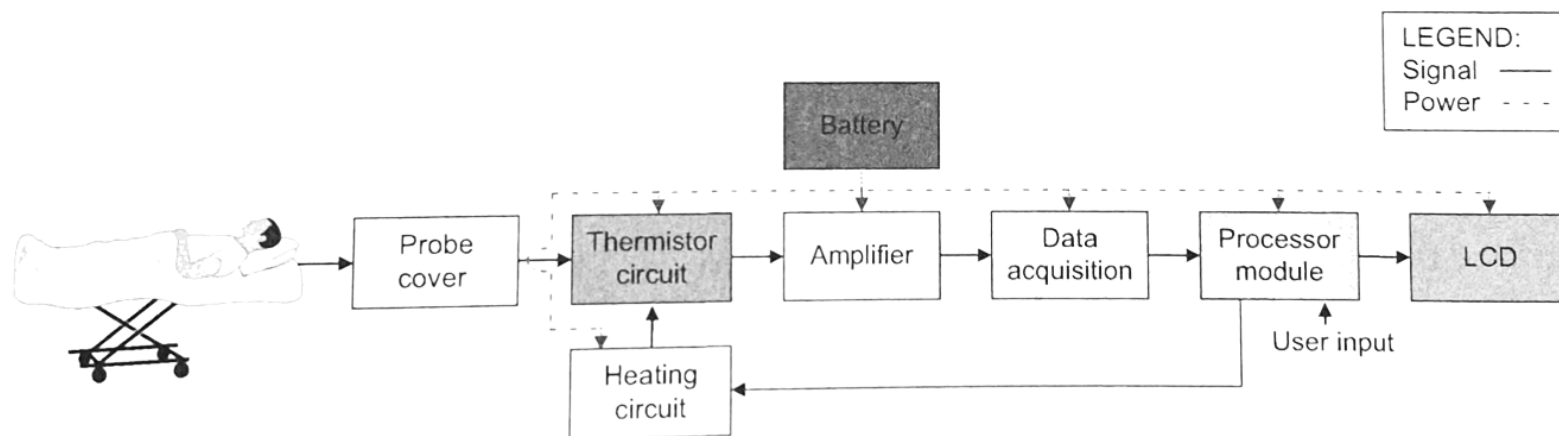 LEGEND:
Signal
Power
Battery
Probe
cover
Thermistor
circuit
Amplifier
Data
acquisition
Processor
module
LCD
User input
Heating
circuit